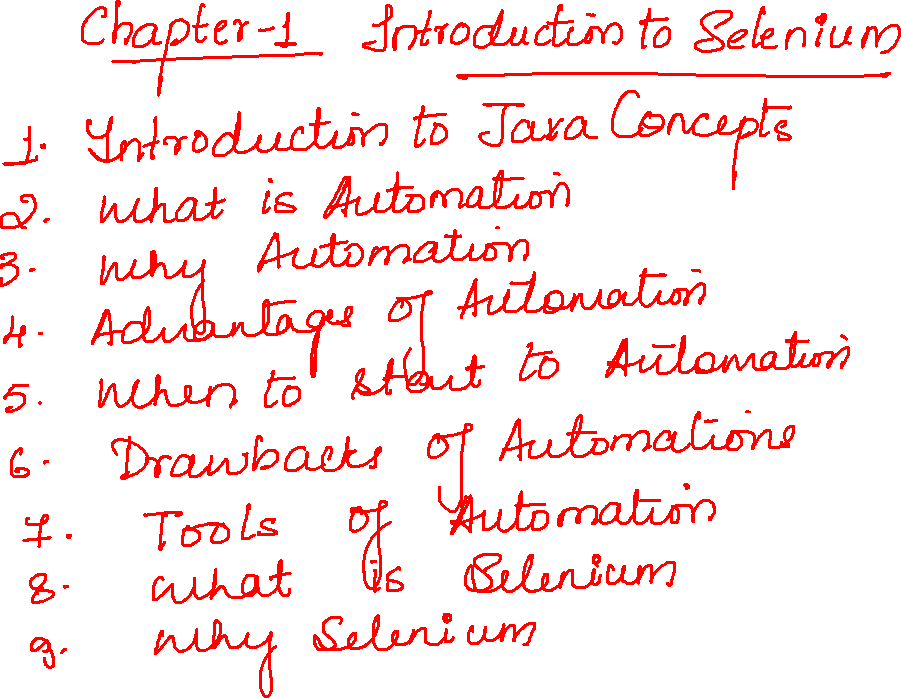 Chapter-1 Introduction to Selenium
1. Introduction to Java Concepts
2. What is Automation
3. Why Automation
4. Advantages of Automation
5. When to start to Automation
6. Drawbacks of Automatione
7. Tools of Automation
8. What is Selenium
9. Why Selenium